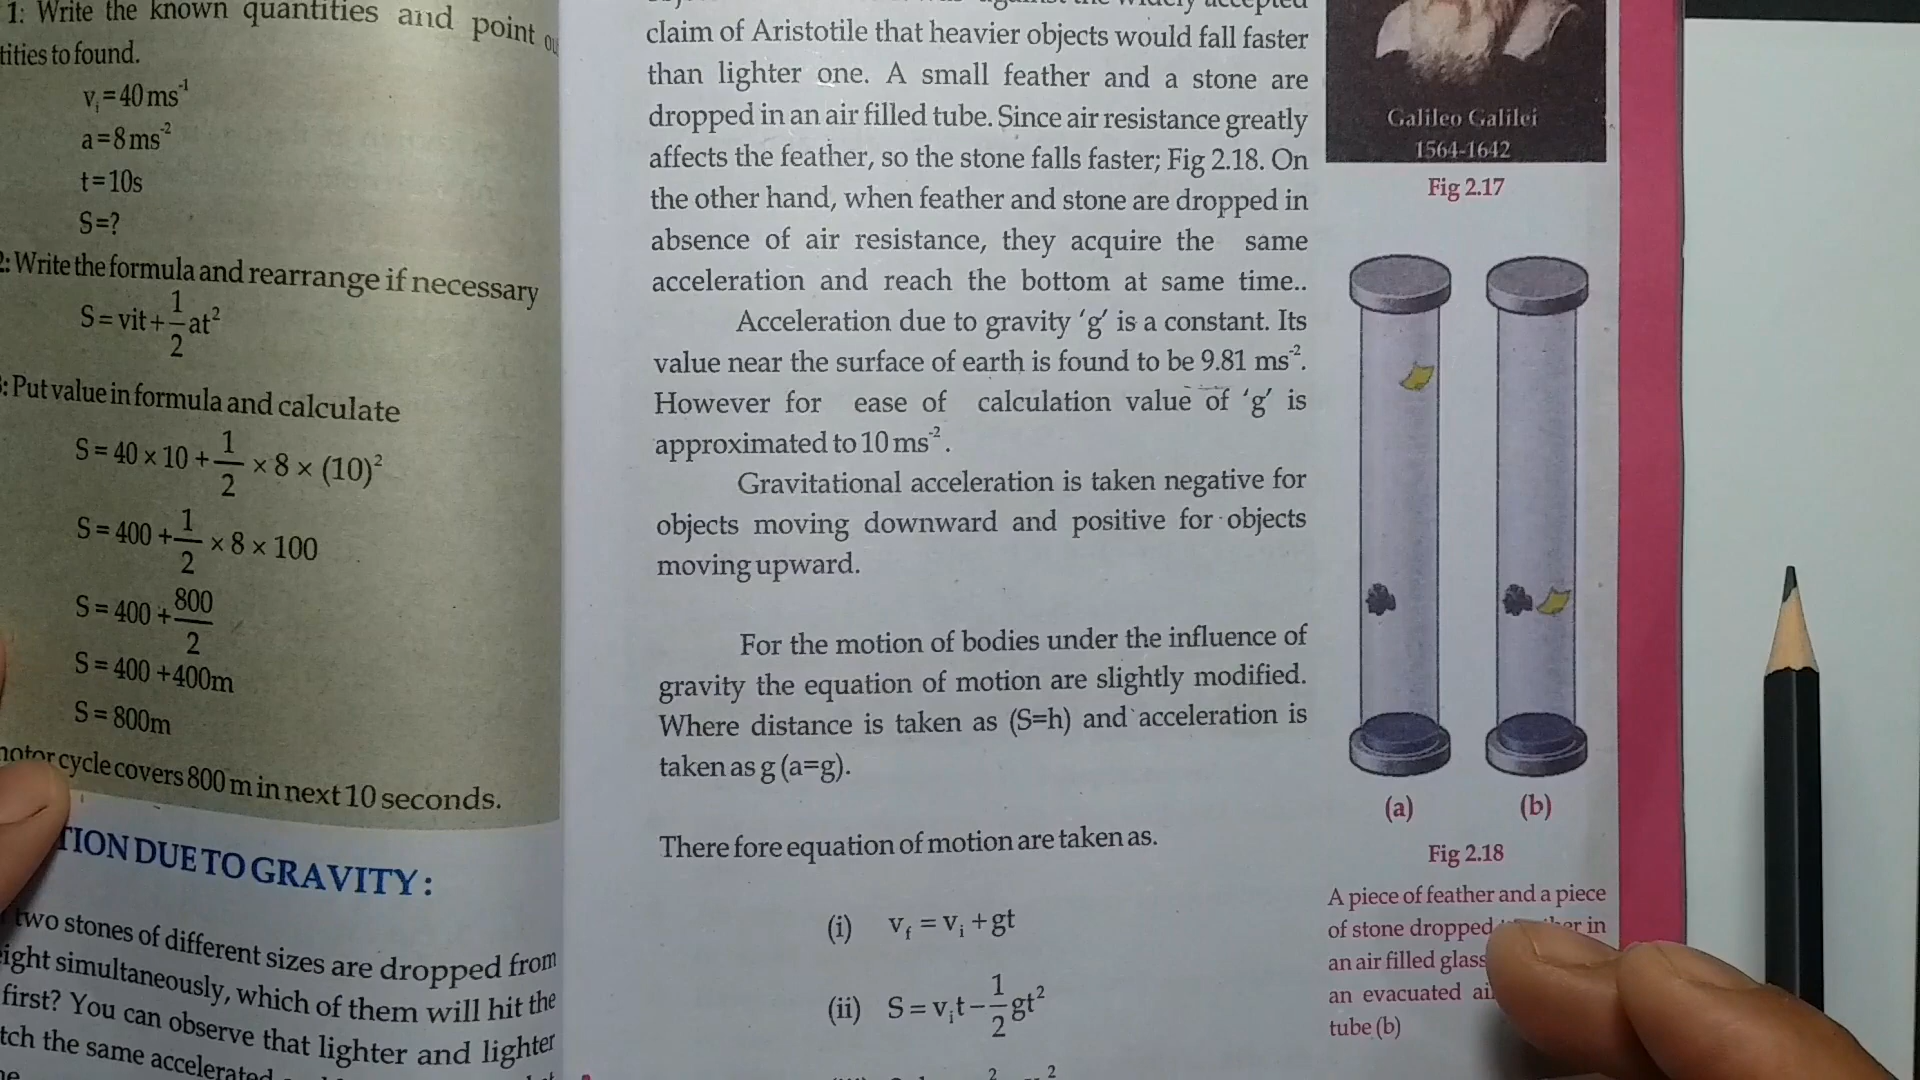 1: Write the known quantities and point
tities to found.
vᵢ=40ms⁻¹
a=8ms⁻²
t=10s
S=?
2: Write the formula and rearrange if necessary
S=vit+1/2at²
: Put value in formula and calculate
S=40×10+1/2×8×(10)²
S=400+1/2×8×100
S=400+800/2
S=400+400m
S=800m
motor cycle covers 800 m in next 10 seconds.
TION DUE TO GRAVITY:
two stones of different sizes are dropped from
eight simultaneously, which of them will hit the
first? You can observe that lighter and lighter
tch the same accelerated
claim of Aristotile that heavier objects would fall faster
than lighter one. A small feather and a stone are
dropped in an air filled tube. Since air resistance greatly
affects the feather, so the stone falls faster; Fig 2.18. On
the other hand, when feather and stone are dropped in
absence of air resistance, they acquire the same
acceleration and reach the bottom at same time..
Acceleration due to gravity ‘g’ is a constant. Its
value near the surface of earth is found to be 9.81 ms⁻².
However for ease of calculation value of ‘g’ is
approximated to 10 ms⁻².
Gravitational acceleration is taken negative for
objects moving downward and positive for objects
moving upward.
For the motion of bodies under the influence of
gravity the equation of motion are slightly modified.
Where distance is taken as (S=h) and acceleration is
taken as g (a=g).
There fore equation of motion are taken as.
(i) v_f = vᵢ +gt
(ii) S= vᵢt-1/2gt²
Galileo Galilei
1564-1642
Fig 2.17
(a) (b)
Fig 2.18
A piece of feather and a piece
of stone dropped in
an air filled glass
an evacuated
tube (b)